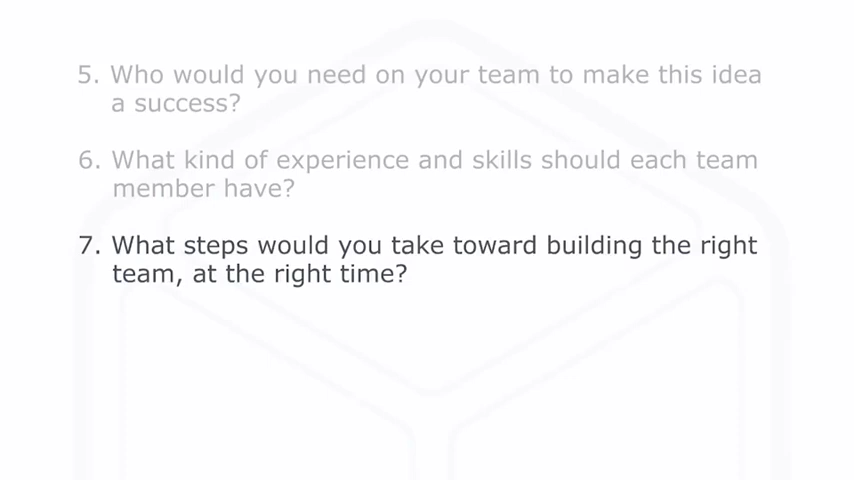 5. Who would you need on your team to make this idea
a success?
6. What kind of experience and skills should each team
member have?
7. What steps would you take toward building the right
team, at the right time?